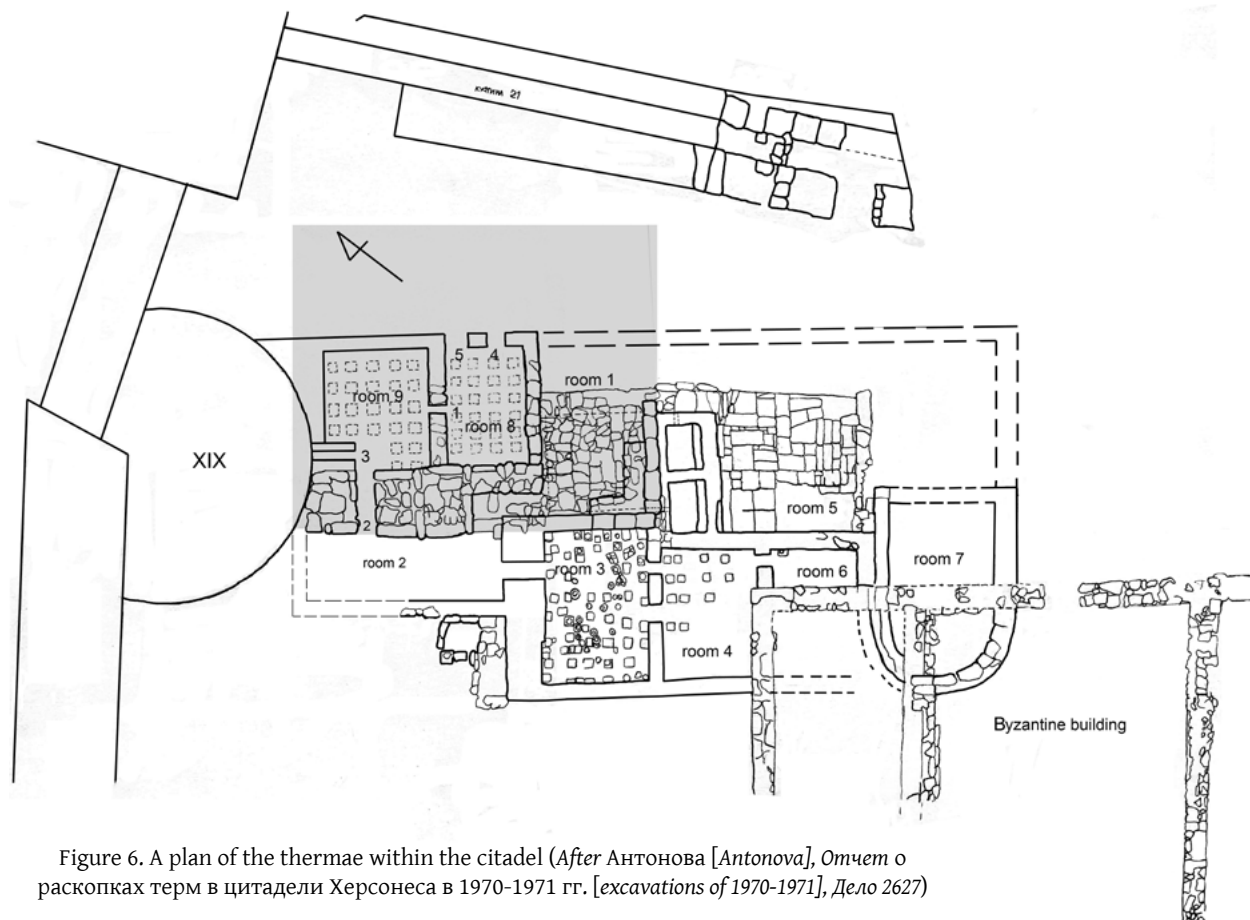 куртин 21
room 1
5 4
room 9
1
room 8
XIX
3
room 5
2
room 2
room 3
room 6
room 7
room 4
Byzantine building
Figure 6. A plan of the thermae within the citadel (After Антонова [Antonova], Отчет о
раскопках терм в цитадели Херсонеса в 1970-1971 гг. [excavations of 1970-1971], Дело 2627)